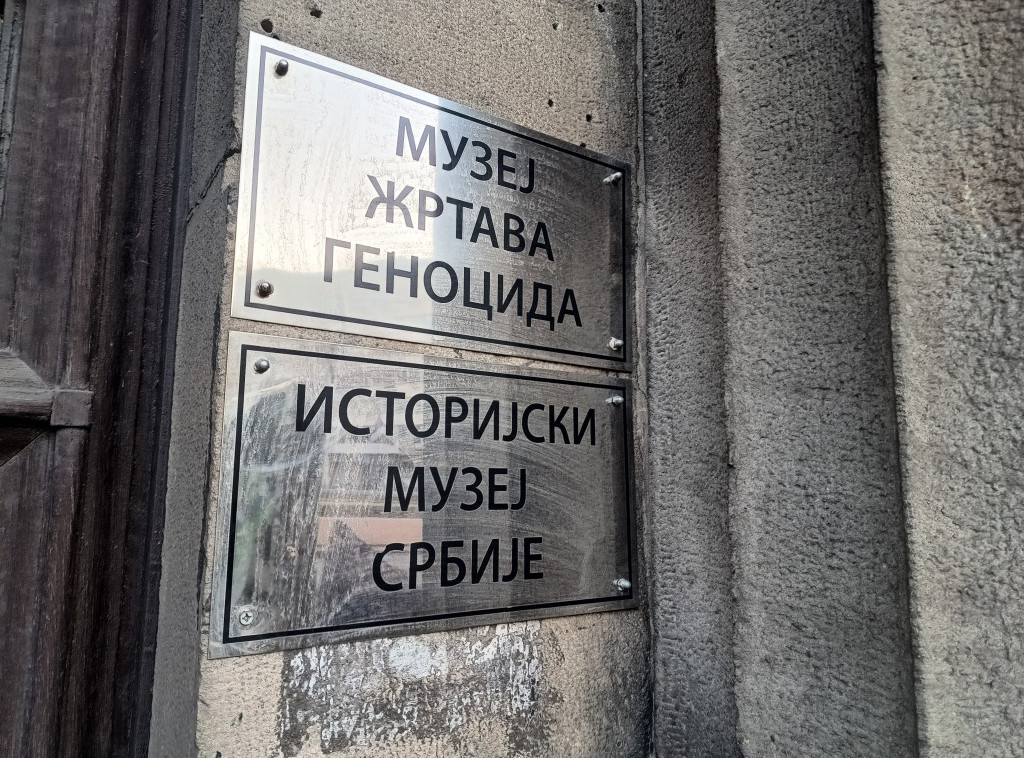 МУЗЕЈ
ЖРТАВА
ГЕНОЦИДА
ИСТОРИЈСКИ
МУЗЕЈ
СРБИЈЕ